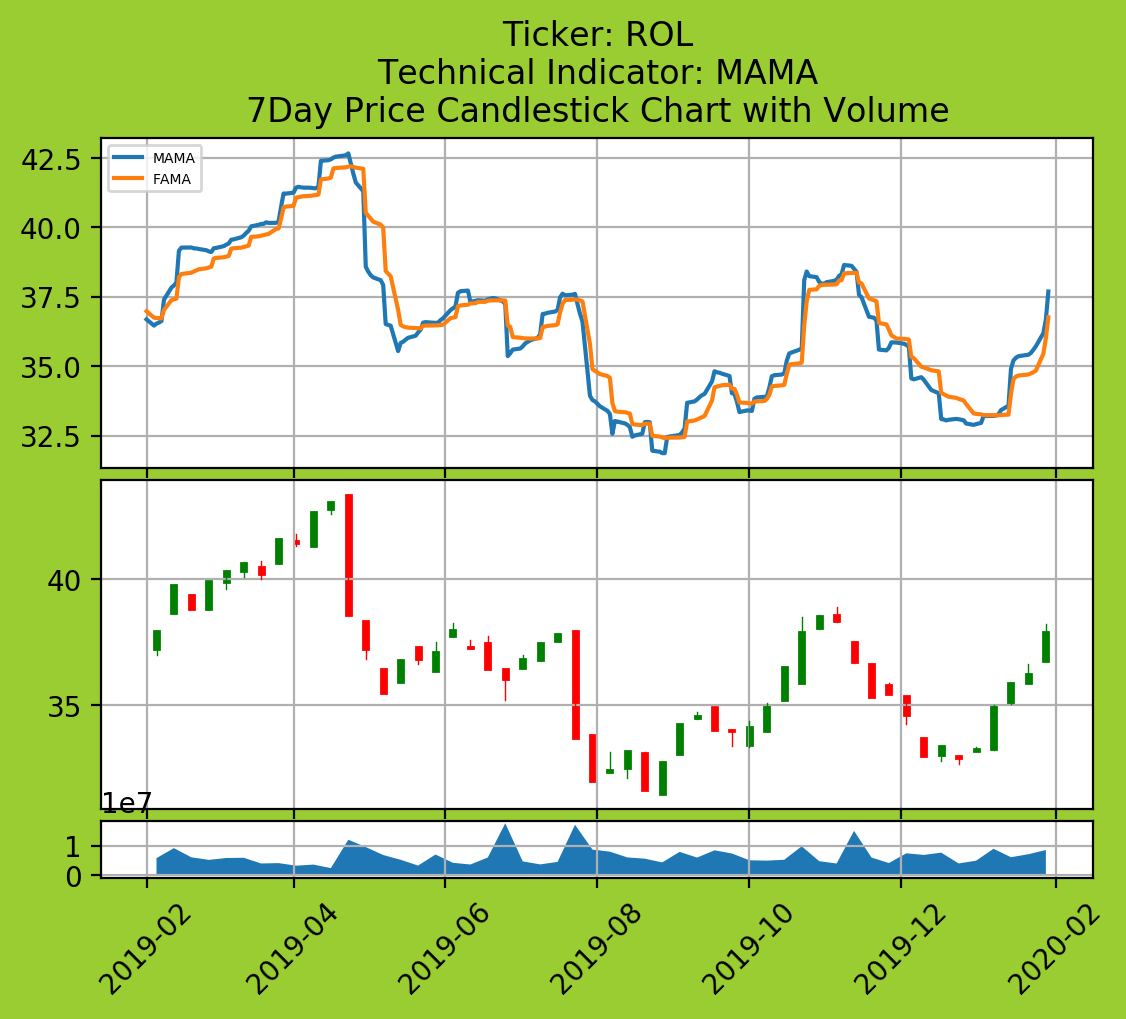 Ticker: ROL
Technical Indicator: MAMA
7Day Price Candlestick Chart with Volume
MAMA
FAMA
42.5
40.0
37.5
35.0
32.5
40
35
1e7
1
0
2019-02
2019-04
2019-06
2019-08
2019-10
2019-12
2020-02